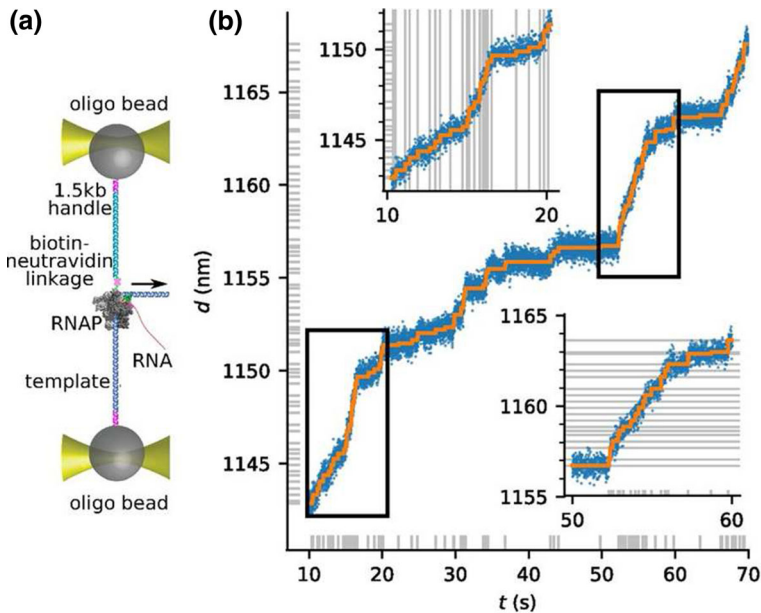 (a)
oligo bead
1.5kb
handle
biotin-
neutravidin
linkage
RNAP
RNA
template
oligo bead
(b)
d (nm)
1165
1160
1155
1150
1145
10
20
30
40
50
60
70
t (s)
1150
1145
10
20
1165
1160
1155
50
60